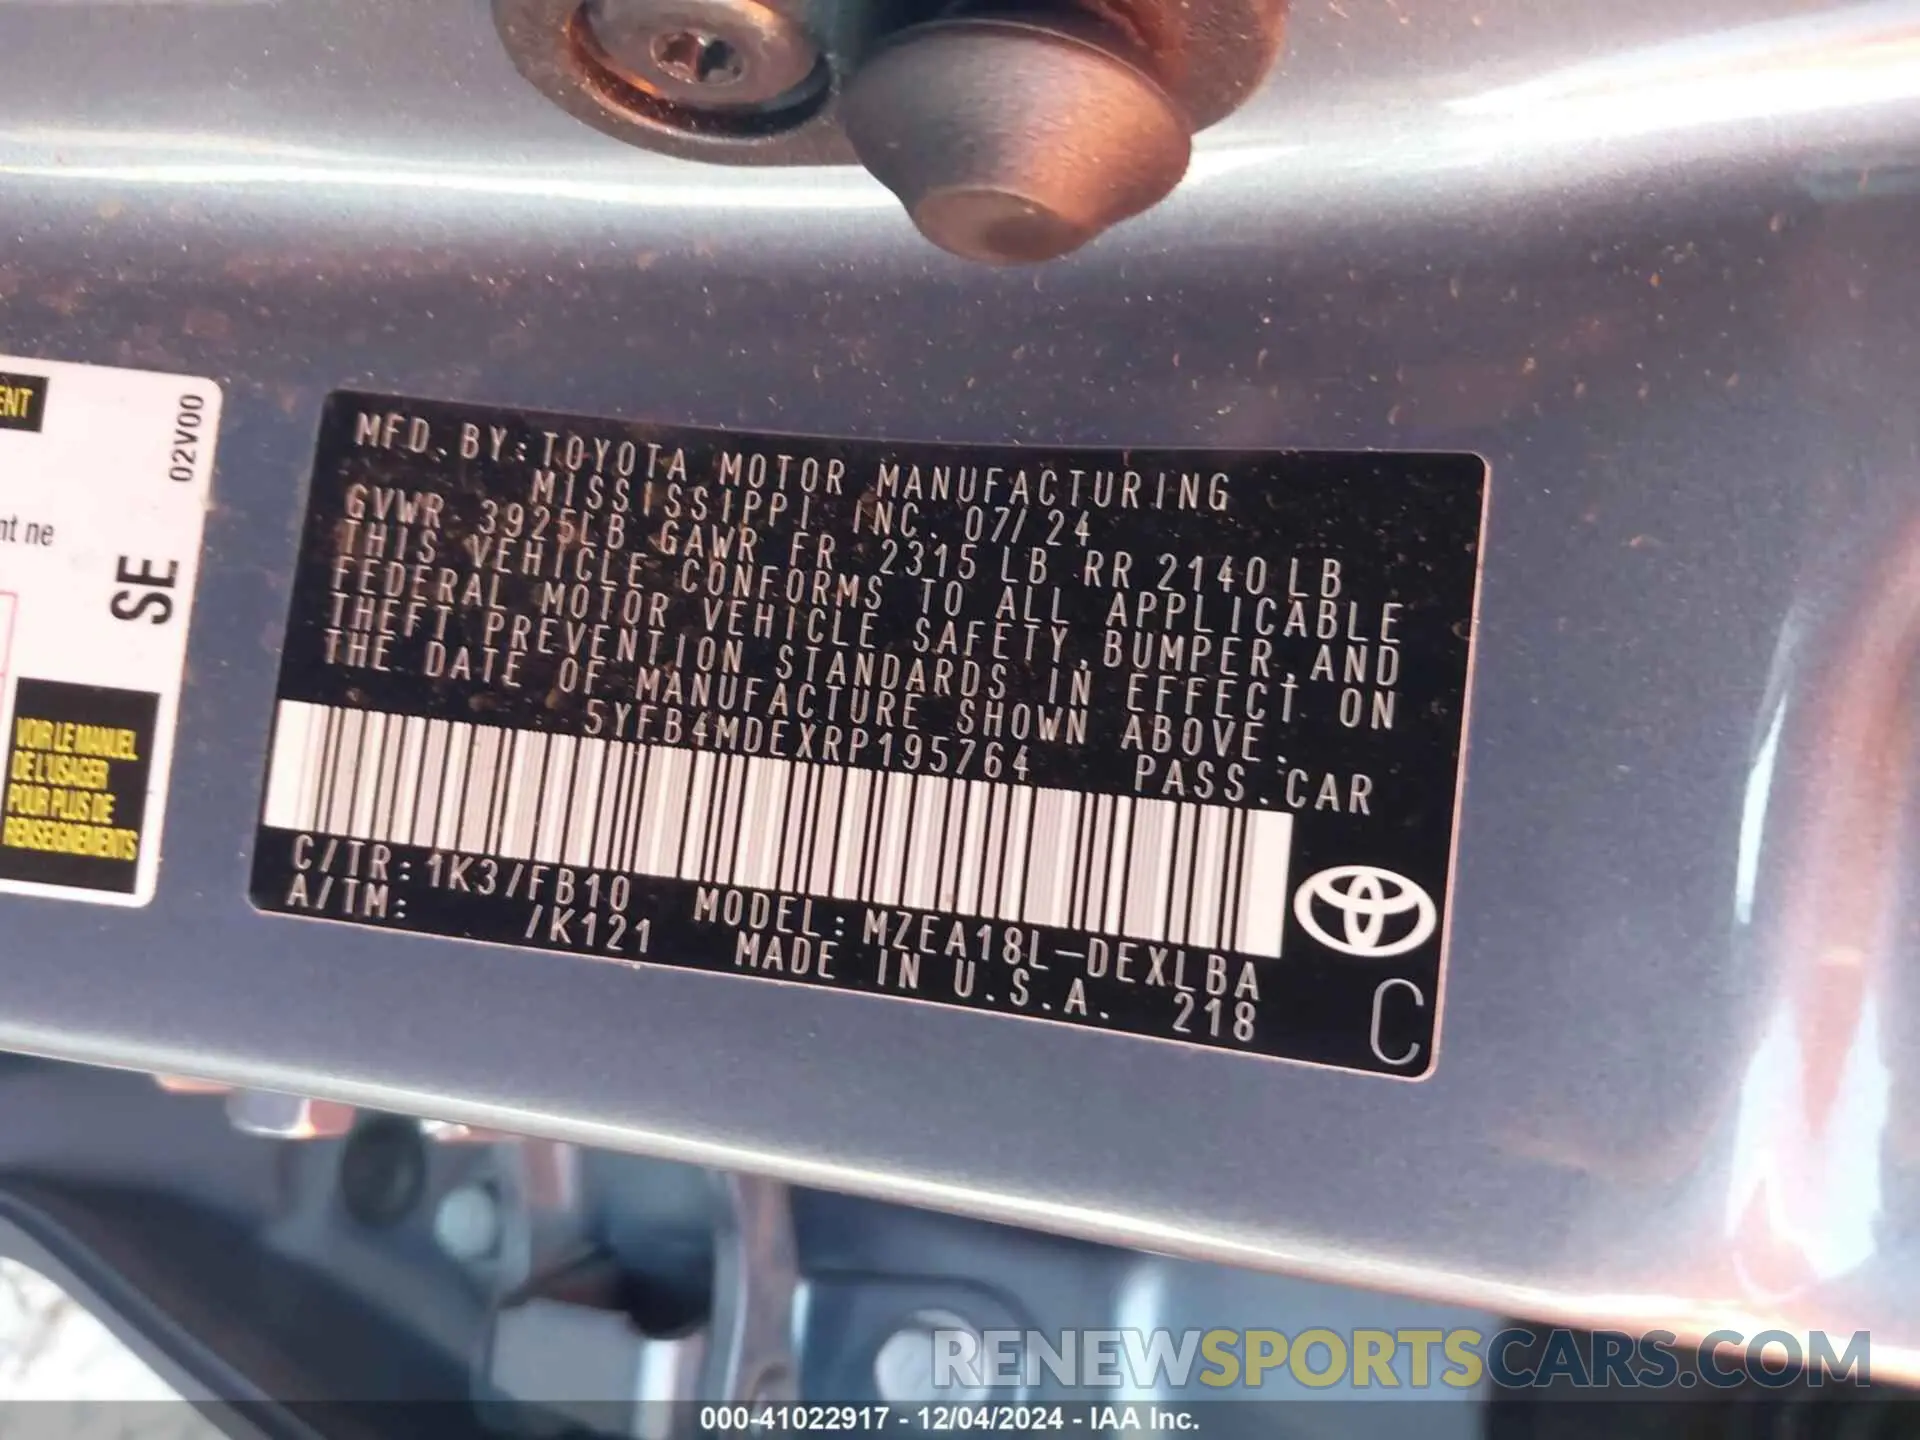 ENT
02V00
nt ne
SE
VOIR LE MANUEL
DE L'USAGER
POUR PLUS DE
RENSEIGNEMENTS
MFD. BY: TOYOTA MOTOR MANUFACTURING
MISSISSIPPI, INC. 07/24
GVWR 3925LB GAWR FR 2315 LB RR 2140 LB
THIS VEHICLE CONFORMS TO ALL APPLICABLE
FEDERAL MOTOR VEHICLE SAFETY, BUMPER, AND
THEFT PREVENTION STANDARDS IN EFFECT ON
THE DATE OF MANUFACTURE SHOWN ABOVE.
5YFB4MDEXRP195764 PASS. CAR
C/TR: 1K3/FB10 MODEL: MZEA18L-DEXLBA
A/TM: /K121 MADE IN U.S.A. 218
C
RENEWSPORTSCARS.COM
000-41022917 - 12/04/2024 - IAA Inc.